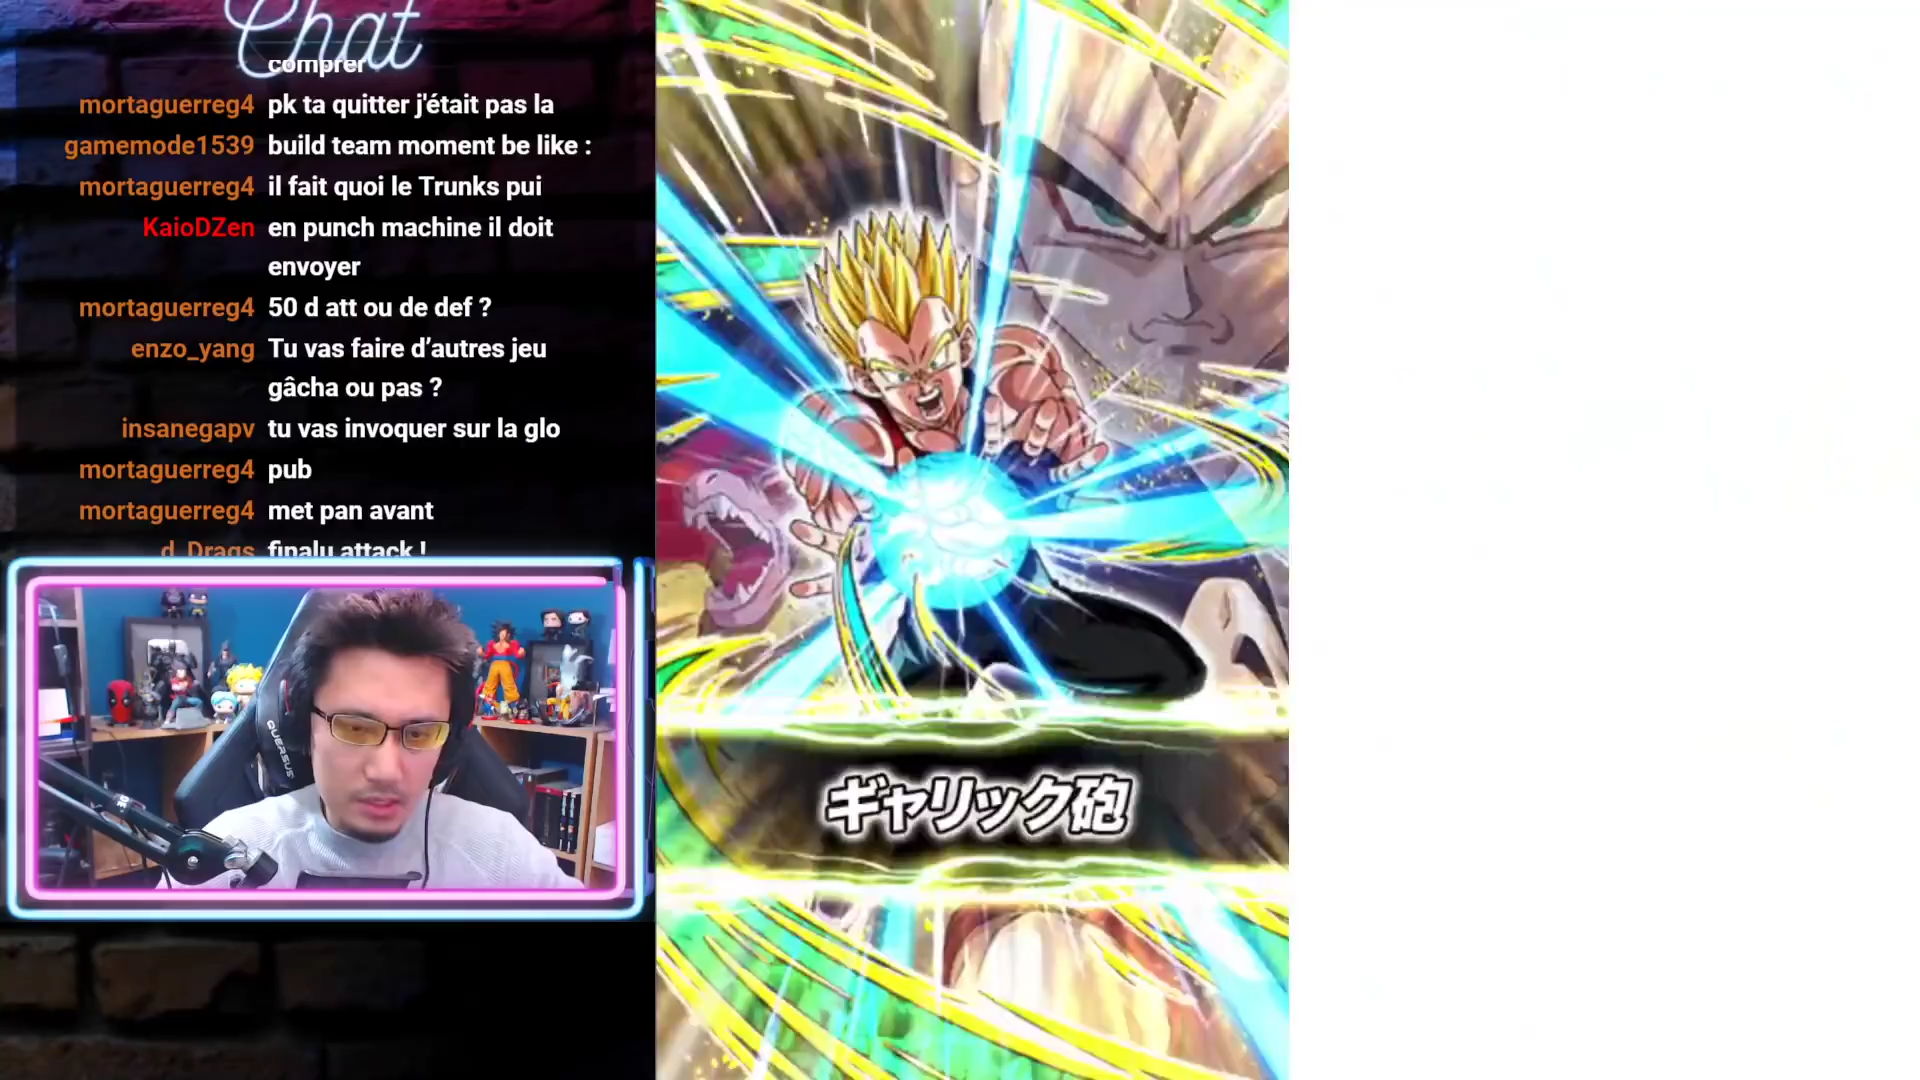 Chat
comprer
mortaguerreg4 pk ta quitter j'était pas la
gamemode1539 build team moment be like :
mortaguerreg4 il fait quoi le Trunks pui
KaioDZen en punch machine il doit
envoyer
mortaguerreg4 50 d att ou de def ?
enzo_yang Tu vas faire d’autres jeu
gâcha ou pas ?
insanegapv tu vas invoquer sur la glo
mortaguerreg4 pub
mortaguerreg4 met pan avant
d_Drags finalu attack !
QUERSUS
ギャリック砲